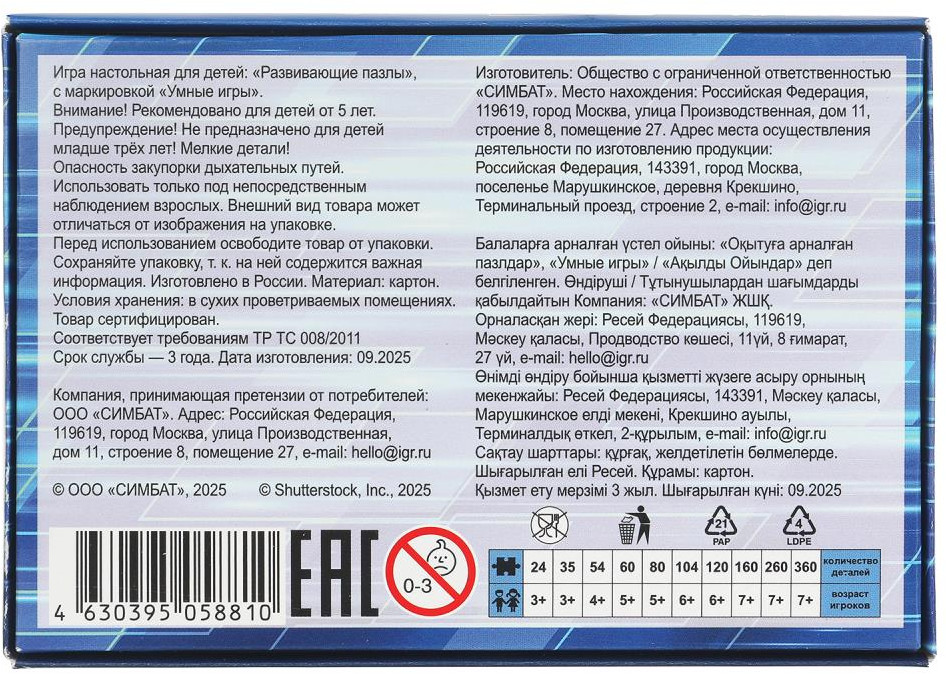 Игра настольная для детей: «Развивающие пазлы»,
с маркировкой «Умные игры».
Внимание! Рекомендовано для детей от 5 лет.
Предупреждение! Не предназначено для детей
младше трёх лет! Мелкие детали!
Опасность закупорки дыхательных путей.
Использовать только под непосредственным
наблюдением взрослых. Внешний вид товара может
отличаться от изображения на упаковке.
Перед использованием освободите товар от упаковки.
Сохраняйте упаковку, т. к. на ней содержится важная
информация. Изготовлено в России. Материал: картон.
Условия хранения: в сухих проветриваемых помещениях.
Товар сертифицирован.
Соответствует требованиям ТР ТС 008/2011
Срок службы — 3 года. Дата изготовления: 09.2025
Компания, принимающая претензии от потребителей:
ООО «СИМБАТ». Адрес: Российская Федерация,
119619, город Москва, улица Производственная,
дом 11, строение 8, помещение 27, e-mail: hello@igr.ru
© ООО «СИМБАТ», 2025 © Shutterstock, Inc., 2025
Изготовитель: Общество с ограниченной ответственностью
«СИМБАТ». Место нахождения: Российская Федерация,
119619, город Москва, улица Производственная, дом 11,
строение 8, помещение 27. Адрес места осуществления
деятельности по изготовлению продукции:
Российская Федерация, 143391, город Москва,
поселенье Марушкинское, деревня Крекшино,
Терминальный проезд, строение 2, e-mail: info@igr.ru
Балаларға арналған үстел ойыны: «Оқытуға арналған
пазлдар», «Умные игры» / «Ақылды Ойындар» деп
белгіленген. Өндіруші / Тұтынушылардан шағымдарды
қабылдайтын Компания: «СИМБАТ» ЖШҚ.
Орналасқан жері: Ресей Федерациясы, 119619,
Мәскеу қаласы, Продводство көшесі, 11үй, 8 ғимарат,
27 үй, e-mail: hello@igr.ru
Өнімді өндіру бойынша қызметті жүзеге асыру орнының
мекенжайы: Ресей Федерациясы, 143391, Мәскеу қаласы,
Марушкинское елді мекені, Крекшино ауылы,
Терминалдық өткел, 2-құрылым, e-mail: info@igr.ru
Сақтау шарттары: құрғақ, желдетілетін бөлмелерде.
Шығарылған елі Ресей. Құрамы: картон.
Қызмет ету мерзімі 3 жыл. Шығарылған күні: 09.2025
4 630395 058810
ЕАС
0-3
21
PAP
4
LDPE
24 35 54 60 80 104 120 160 260 360 количество деталей
3+ 3+ 4+ 5+ 5+ 6+ 6+ 7+ 7+ 7+ возраст игроков